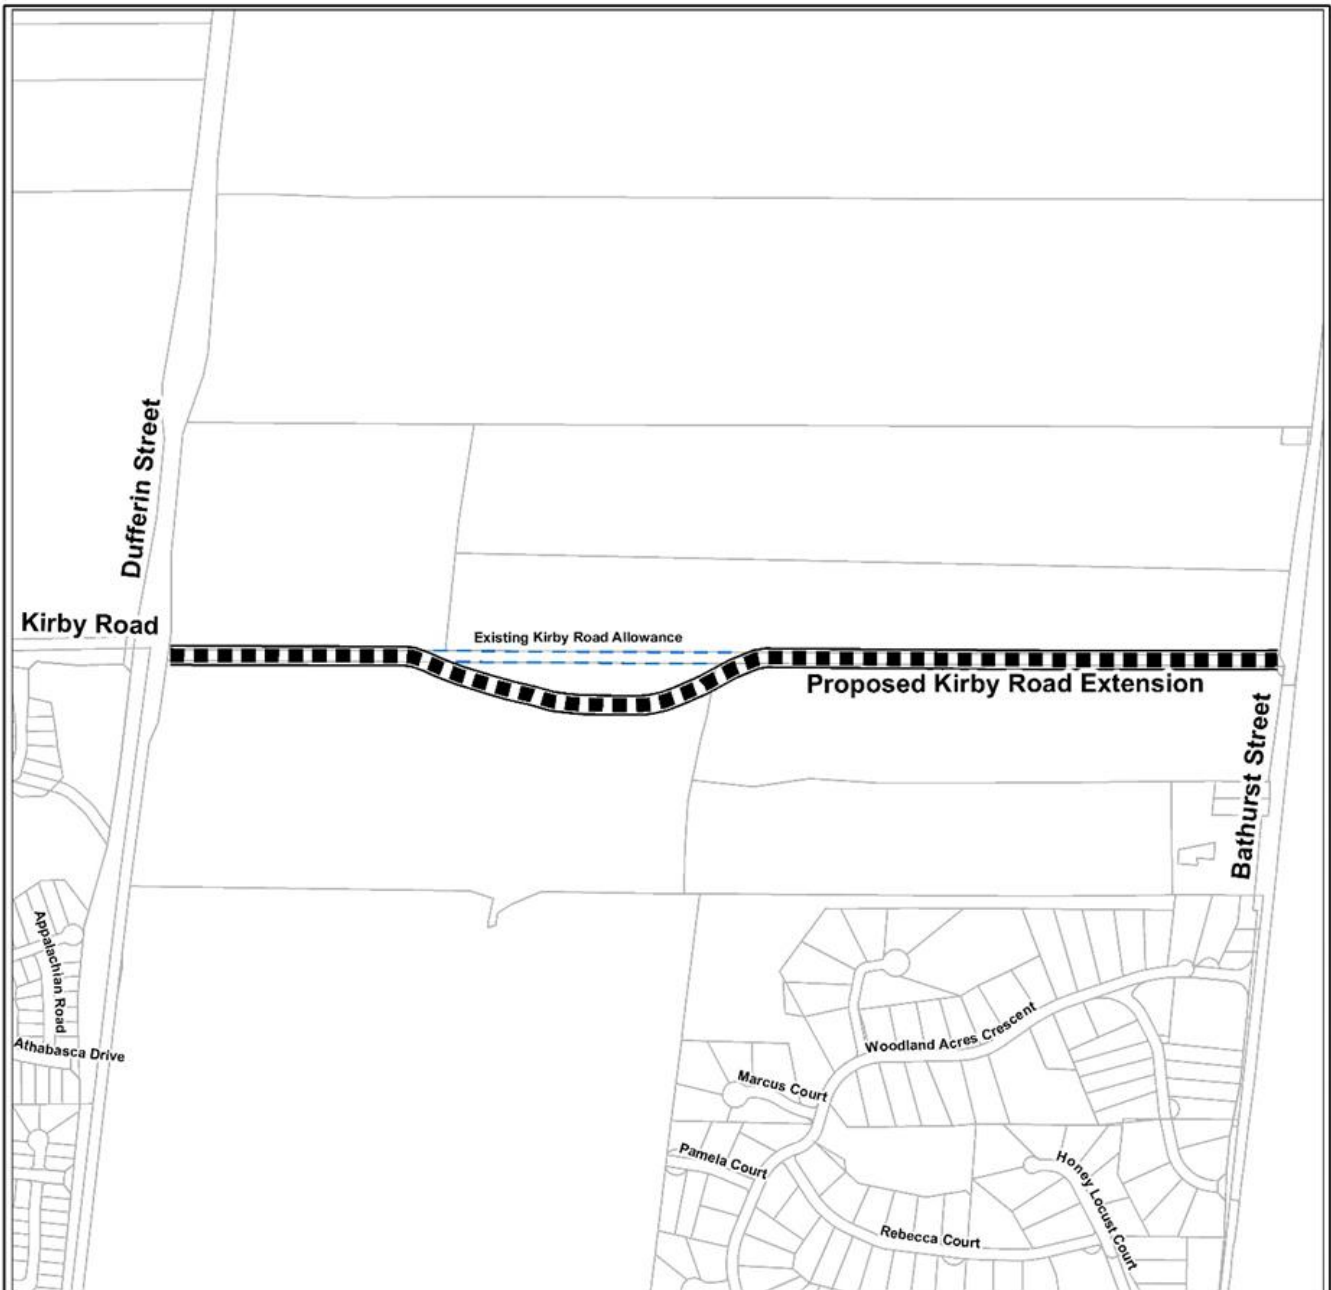 Dufferin Street
Kirby Road
Existing Kirby Road Allowance
Proposed Kirby Road Extension
Bathurst Street
Appalachian Road
Athabasca Drive
Woodland Acres Crescent
Marcus Court
Pamela Court
Honey Locust Court
Rebecca Court